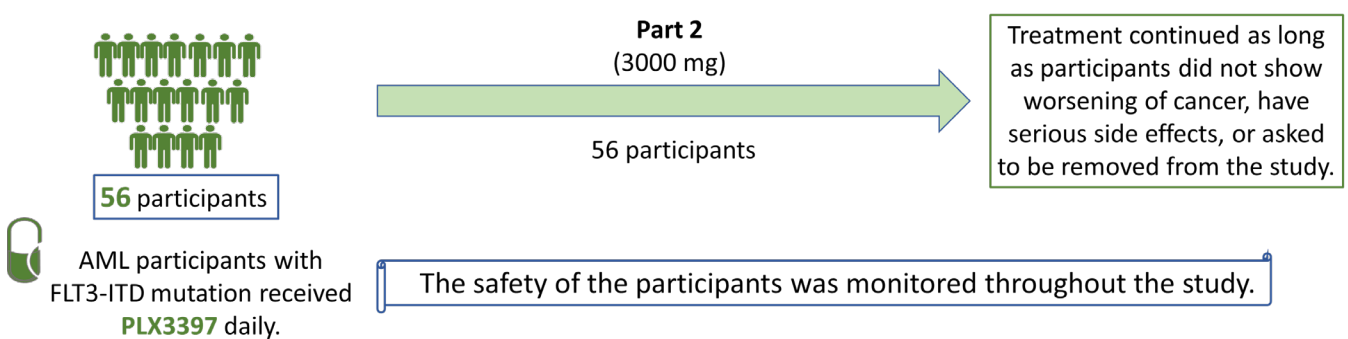 56 participants
AML participants with
FLT3-ITD mutation received
PLX3397 daily.
Part 2
(3000 mg)
56 participants
Treatment continued as long
as participants did not show
worsening of cancer, have
serious side effects, or asked
to be removed from the study.
The safety of the participants was monitored throughout the study.